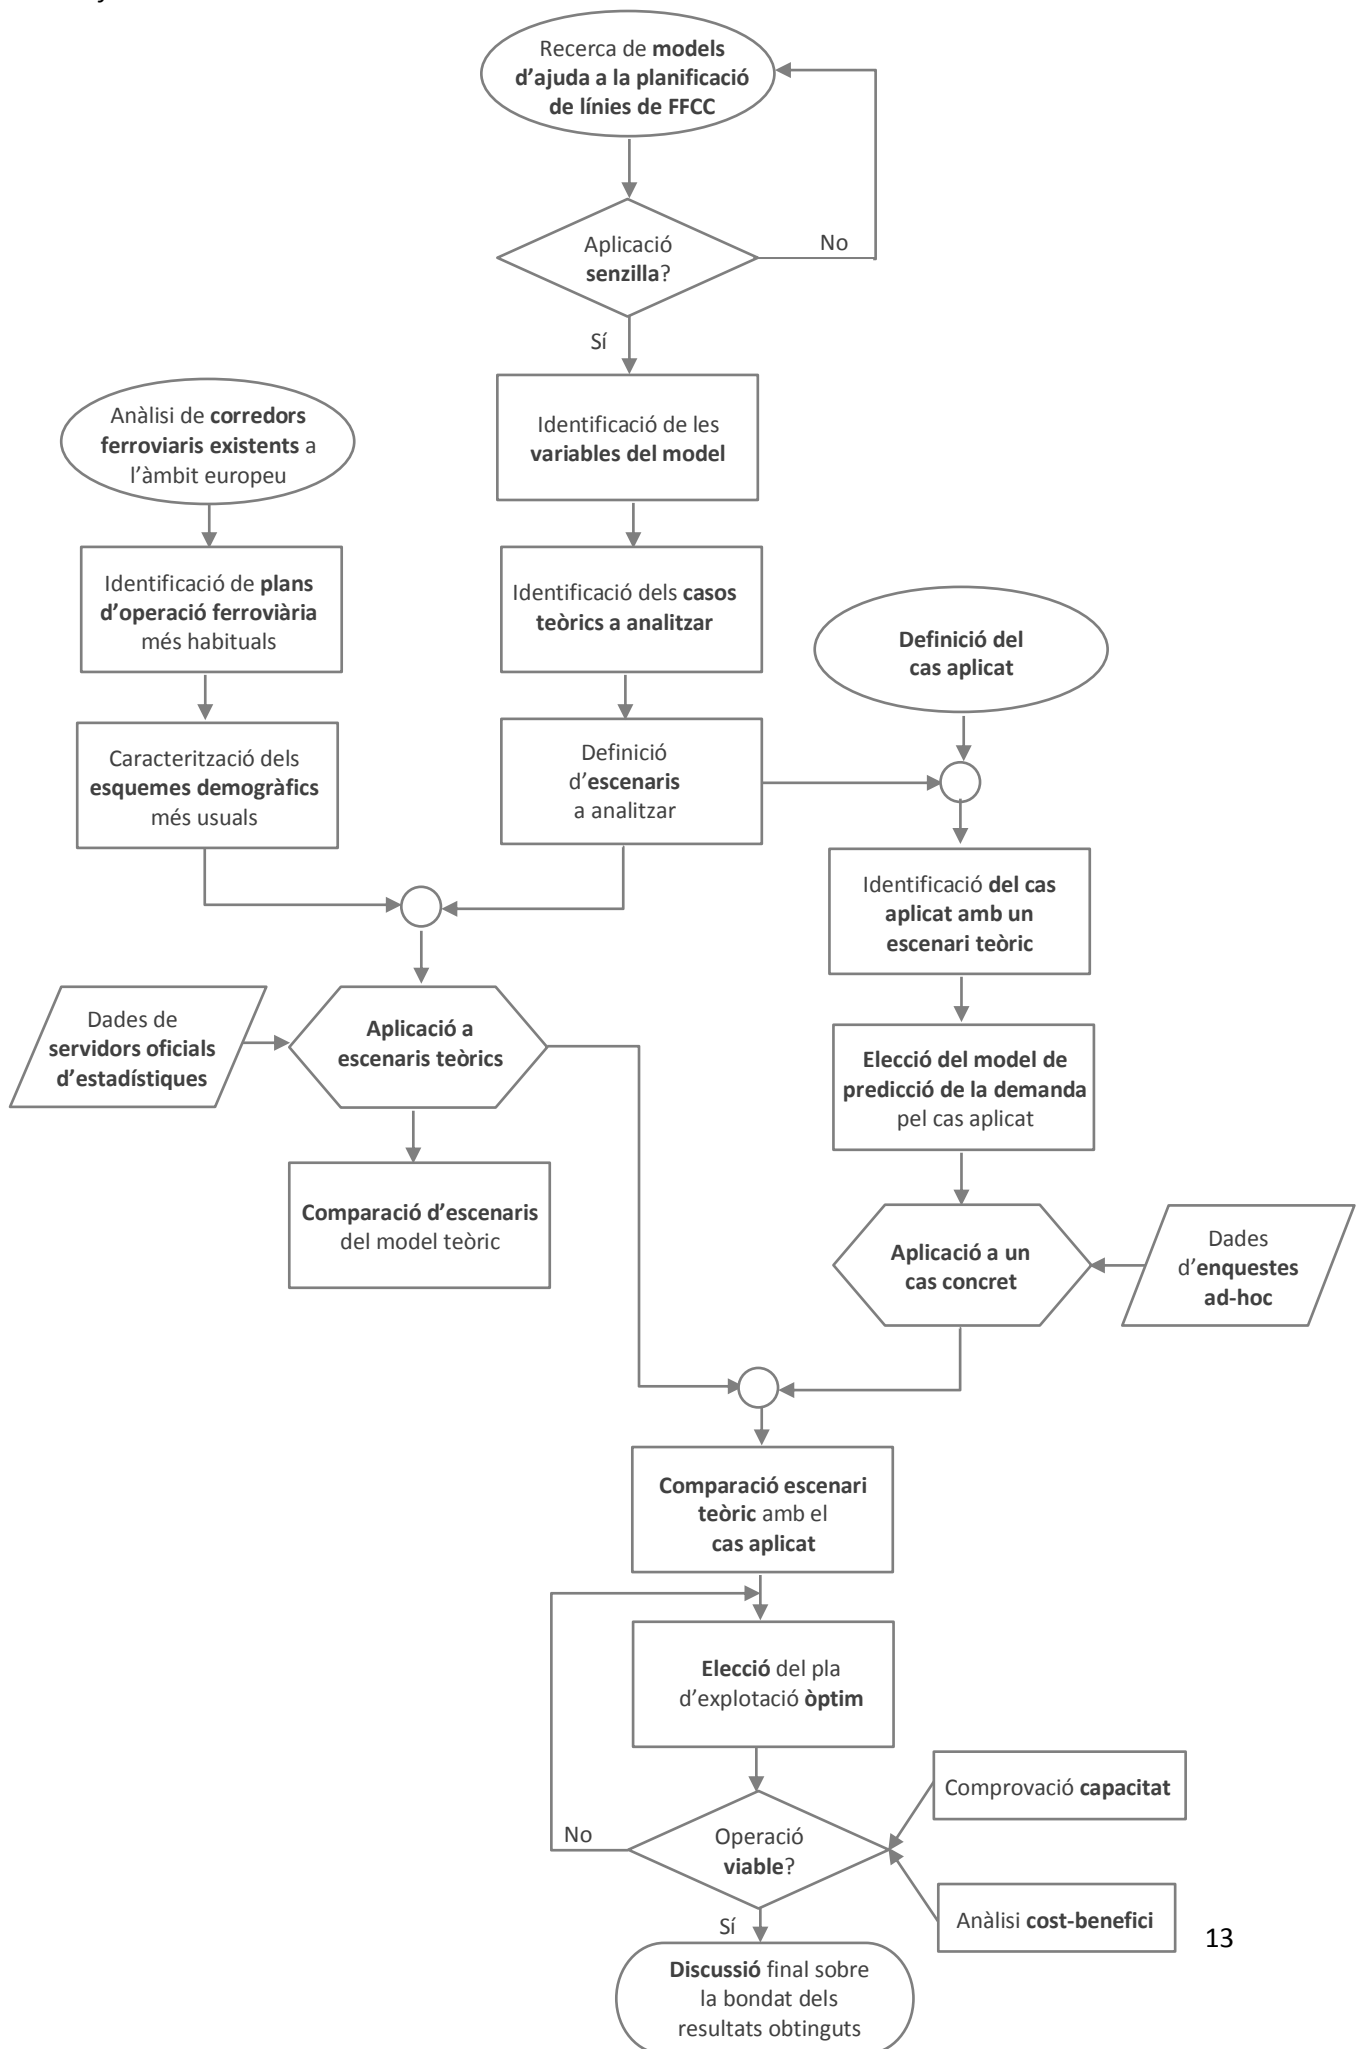 Recerca de models
d’ajuda a la planificació
de línies de FFCC
Aplicació
senzilla?
No
Sí
Identificació de les
variables del model
Anàlisi de corredors
ferroviaris existents a
l’àmbit europeu
Identificació de plans
d’operació ferroviària
més habituals
Identificació dels casos
teòrics a analitzar
Definició del
cas aplicat
Caracterització dels
esquemes demogràfics
més usuals
Definició
d’escenaris
a analitzar
Identificació del cas
aplicat amb un
escenari teòric
Dades de
servidors oficials
d’estadístiques
Aplicació a
escenaris teòrics
Elecció del model de
predicció de la demanda
pel cas aplicat
Comparació d’escenaris
del model teòric
Aplicació a un
cas concret
Dades
d’enquestes
ad-hoc
Comparació escenari
teòric amb el
cas aplicat
Elecció del pla
d’explotació òptim
Comprovació capacitat
No
Operació
viable?
Anàlisi cost-benefici
Sí
13
Discussió final sobre
la bondat dels
resultats obtinguts